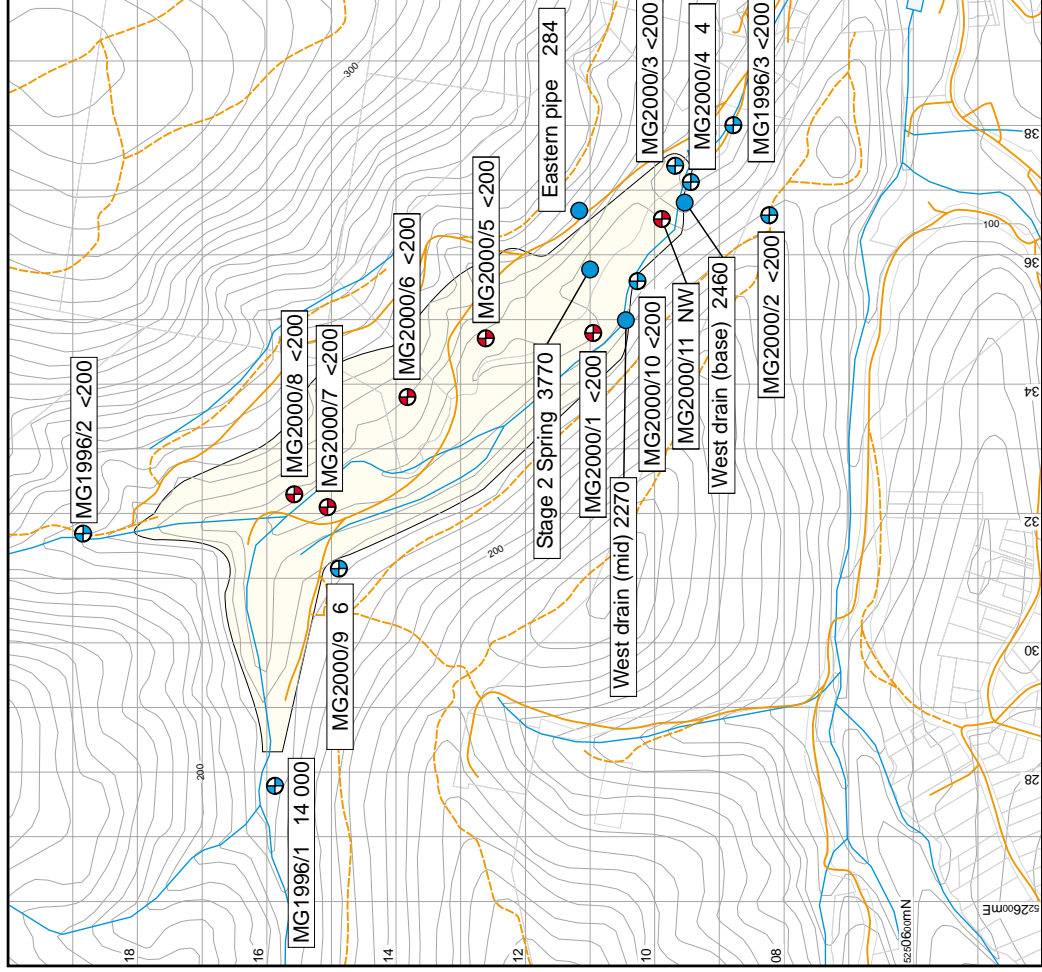 MG1996/2 <200
MG2000/8 <200
MG2000/7 <200
MG2000/6 <200
MG2000/5 <200
Eastern pipe 284
MG2000/3 <200
MG2000/4 4
MG1996/3 <200
MG1996/1 14 000
MG2000/9 6
Stage 2 Spring 3770
MG2000/1 <200
West drain (mid) 2270
MG2000/10 <200
MG2000/11 NW
West drain (base) 2460
MG2000/2 <200
300
200
200
100
18
16
14
12
10
08
5250600mN
522600mE
28
30
32
34
36
38